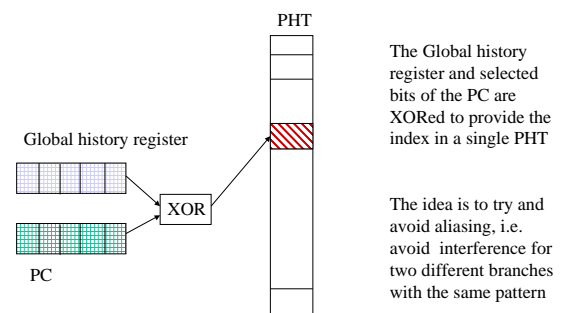 PHT
The Global history
register and selected
bits of the PC are
XORed to provide the
index in a single PHT
Global history register
XOR
PC
The idea is to try and
avoid aliasing, i.e.
avoid interference for
two different branches
with the same pattern